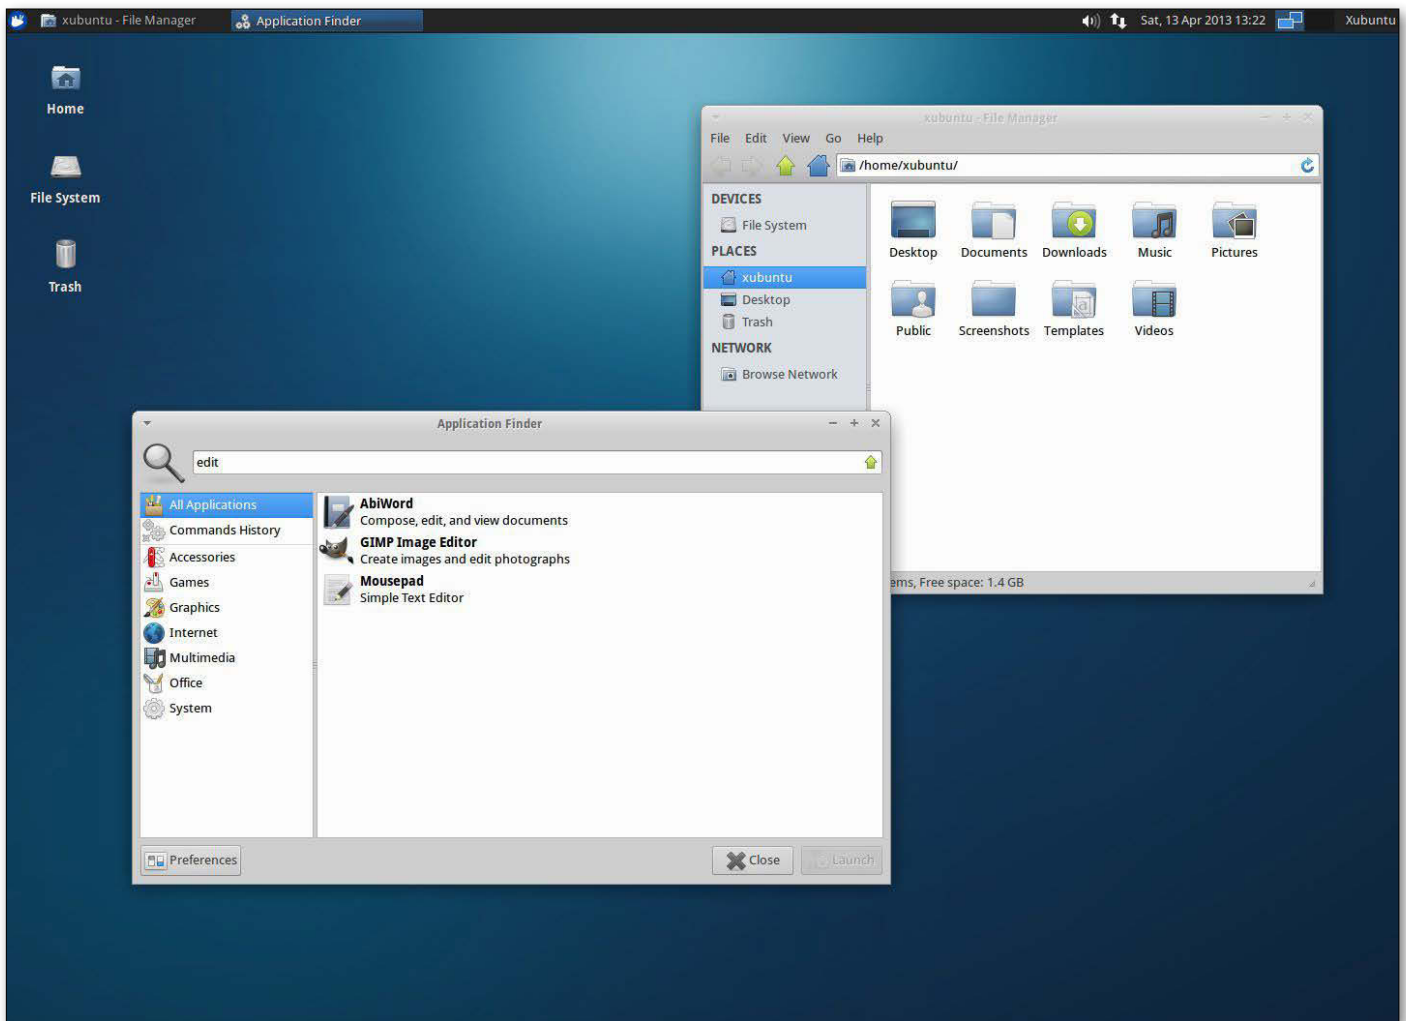 xubuntu - File Manager
Application Finder
Sat, 13 Apr 2013 13:22
Xubuntu
Home
File System
Trash
xubuntu - File Manager
File Edit View Go Help
/home/xubuntu/
DEVICES
File System
PLACES
xubuntu
Desktop
Trash
NETWORK
Browse Network
Desktop Documents Downloads Music Pictures
Public Screenshots Templates Videos
ems, Free space: 1.4 GB
Application Finder
edit
All Applications
Commands History
Accessories
Games
Graphics
Internet
Multimedia
Office
System
AbiWord
Compose, edit, and view documents
GIMP Image Editor
Create images and edit photographs
Mousepad
Simple Text Editor
Preferences
Close
Launch